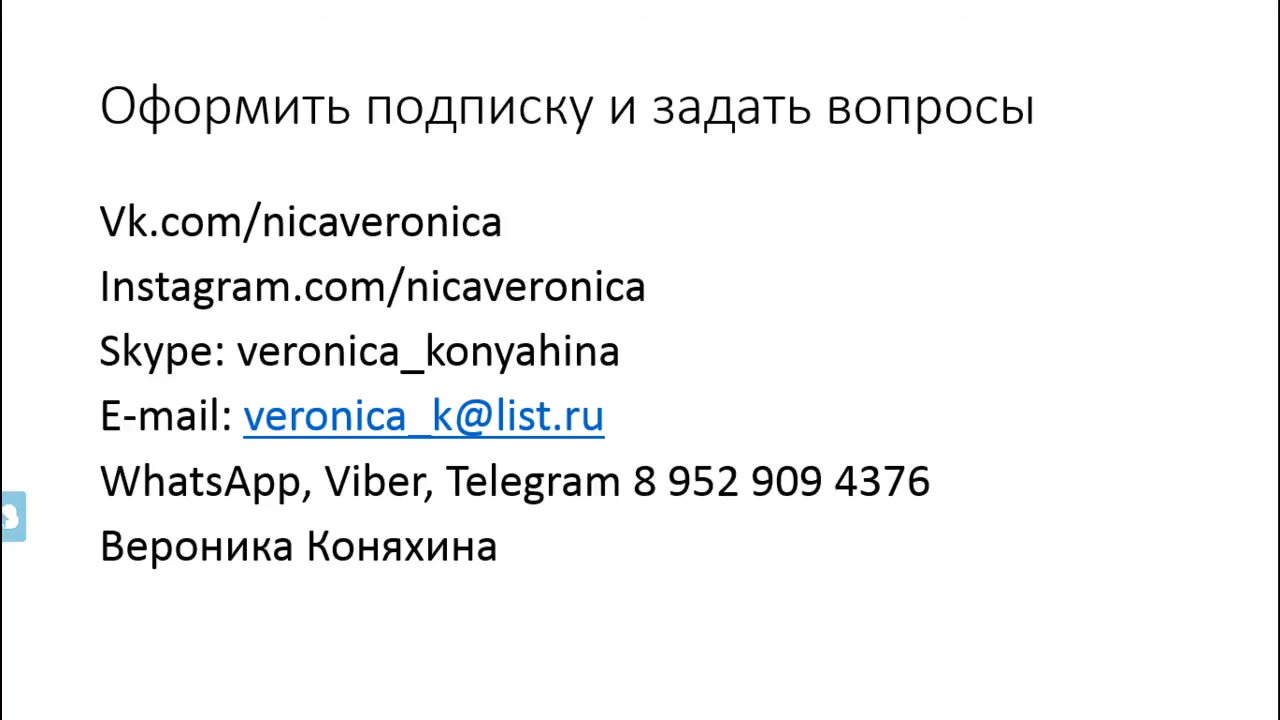 Оформить подписку и задать вопросы
Vk.com/nicaveronica
Instagram.com/nicaveronica
Skype: veronica_konyahina
E-mail: veronica_k@list.ru
WhatsApp, Viber, Telegram 8 952 909 4376
Вероника Коняхина